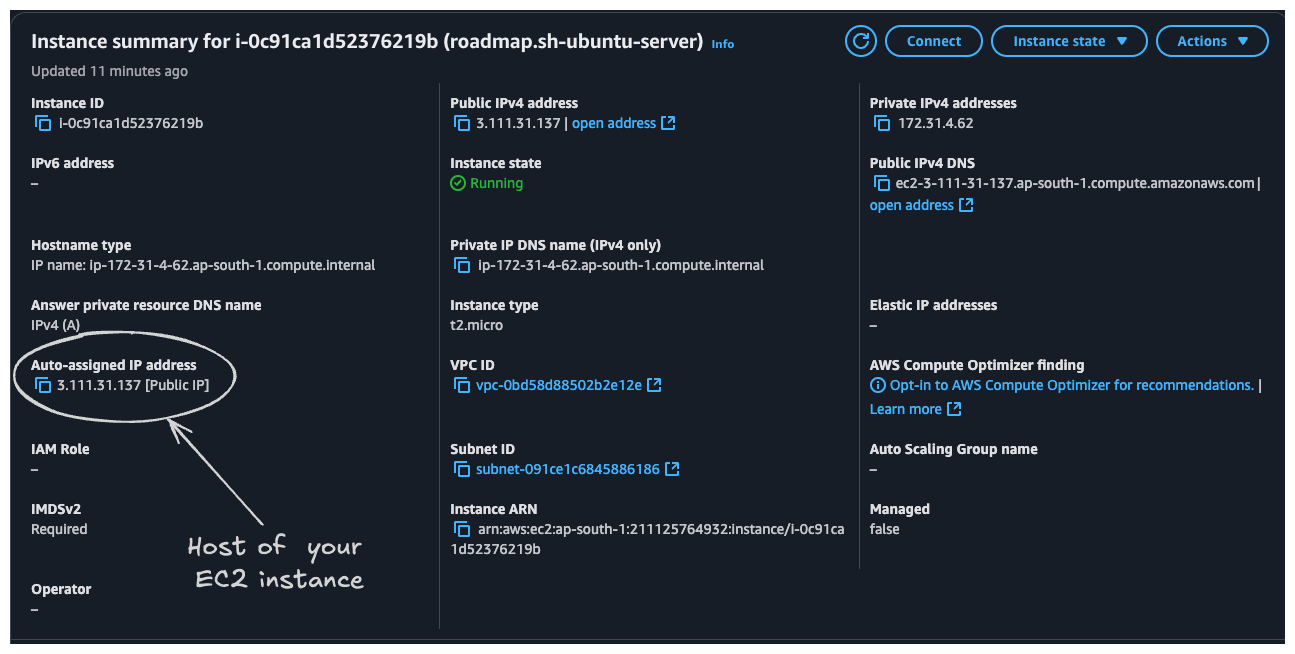 Instance summary for i-0c91ca1d52376219b (roadmap.sh-ubuntu-server) Info
Connect
Instance state
Actions
Updated 11 minutes ago
Instance ID
i-0c91ca1d52376219b
Public IPv4 address
3.111.31.137 | open address
Private IPv4 addresses
172.31.4.62
IPv6 address
–
Instance state
Running
Public IPv4 DNS
ec2-3-111-31-137.ap-south-1.compute.amazonaws.com |
open address
Hostname type
IP name: ip-172-31-4-62.ap-south-1.compute.internal
Private IP DNS name (IPv4 only)
ip-172-31-4-62.ap-south-1.compute.internal
Answer private resource DNS name
IPv4 (A)
Instance type
t2.micro
Elastic IP addresses
–
Auto-assigned IP address
3.111.31.137 [Public IP]
VPC ID
vpc-0bd58d88502b2e12e
AWS Compute Optimizer finding
Opt-in to AWS Compute Optimizer for recommendations. |
Learn more
IAM Role
–
Subnet ID
subnet-091ce1c6845886186
Auto Scaling Group name
–
IMDSv2
Required
Instance ARN
arn:aws:ec2:ap-south-1:211125764932:instance/i-0c91ca
1d52376219b
Managed
false
Host of your
EC2 instance
Operator
–